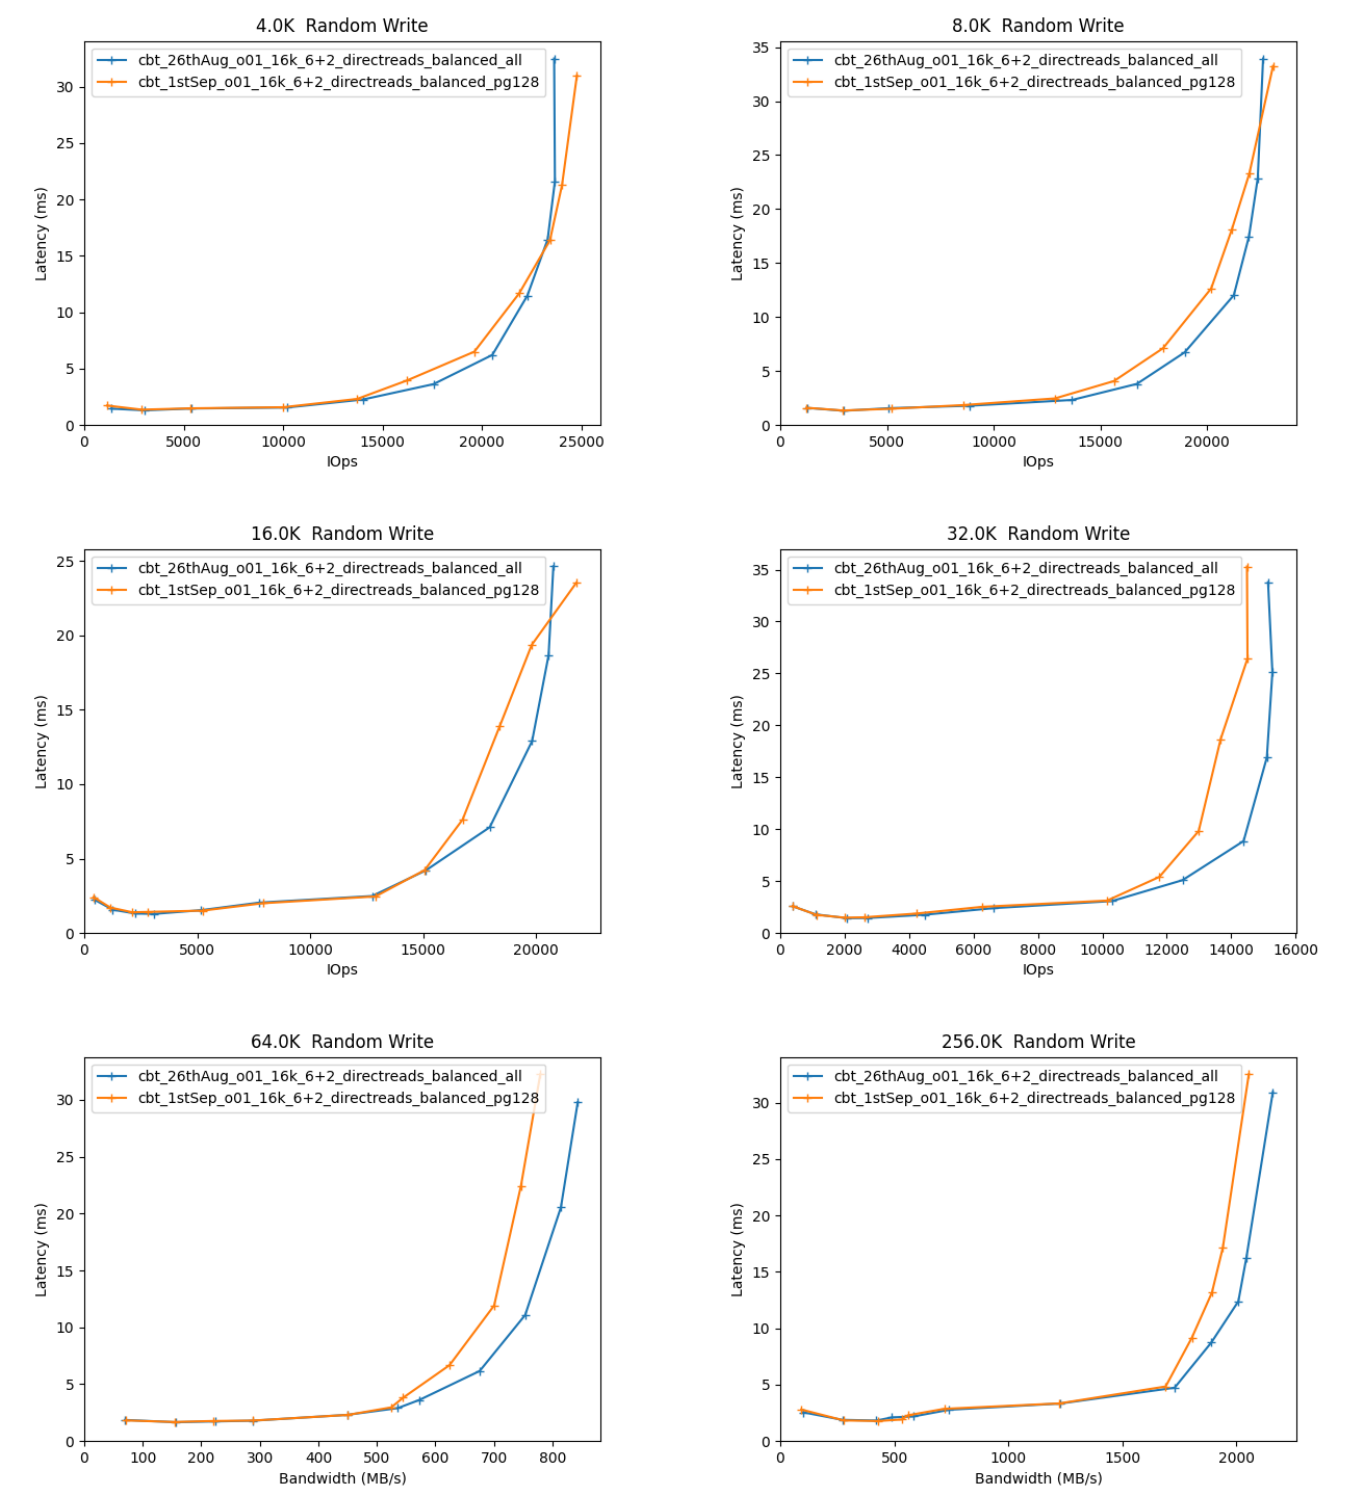 4.0K  Random Write
cbt_26thAug_o01_16k_6+2_directreads_balanced_all
cbt_1stSep_o01_16k_6+2_directreads_balanced_pg128
30
25
20
15
10
5
0
Latency (ms)
0 5000 10000 15000 20000 25000
IOps
8.0K  Random Write
cbt_26thAug_o01_16k_6+2_directreads_balanced_all
cbt_1stSep_o01_16k_6+2_directreads_balanced_pg128
35
30
25
20
15
10
5
0
Latency (ms)
0 5000 10000 15000 20000
IOps
16.0K  Random Write
cbt_26thAug_o01_16k_6+2_directreads_balanced_all
cbt_1stSep_o01_16k_6+2_directreads_balanced_pg128
25
20
15
10
5
0
Latency (ms)
0 5000 10000 15000 20000
IOps
32.0K  Random Write
cbt_26thAug_o01_16k_6+2_directreads_balanced_all
cbt_1stSep_o01_16k_6+2_directreads_balanced_pg128
35
30
25
20
15
10
5
0
Latency (ms)
0 2000 4000 6000 8000 10000 12000 14000 16000
IOps
64.0K  Random Write
cbt_26thAug_o01_16k_6+2_directreads_balanced_all
cbt_1stSep_o01_16k_6+2_directreads_balanced_pg128
30
25
20
15
10
5
0
Latency (ms)
0 100 200 300 400 500 600 700 800
Bandwidth (MB/s)
256.0K  Random Write
cbt_26thAug_o01_16k_6+2_directreads_balanced_all
cbt_1stSep_o01_16k_6+2_directreads_balanced_pg128
30
25
20
15
10
5
0
Latency (ms)
0 500 1000 1500 2000
Bandwidth (MB/s)